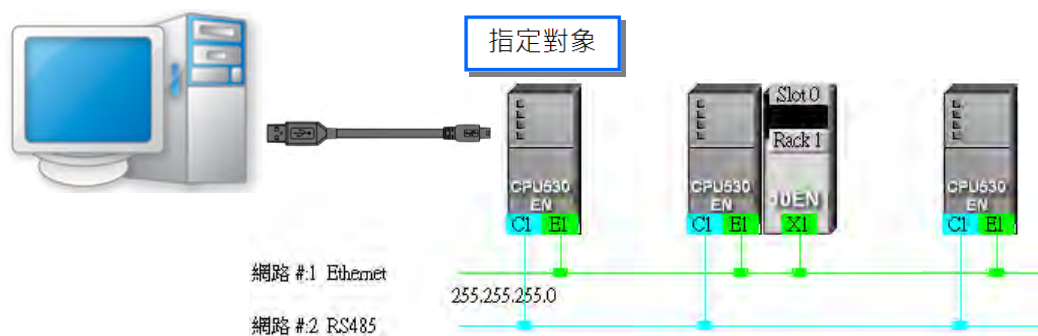 指定對象
Slot 0
Rack 1
CPU530
EN
CPU530
EN
10EN
CPU530
EN
C1 E1
C1 E1
X1
C1 E1
網路 #:1 Ethernet
255.255.255.0
網路 #:2 RS485